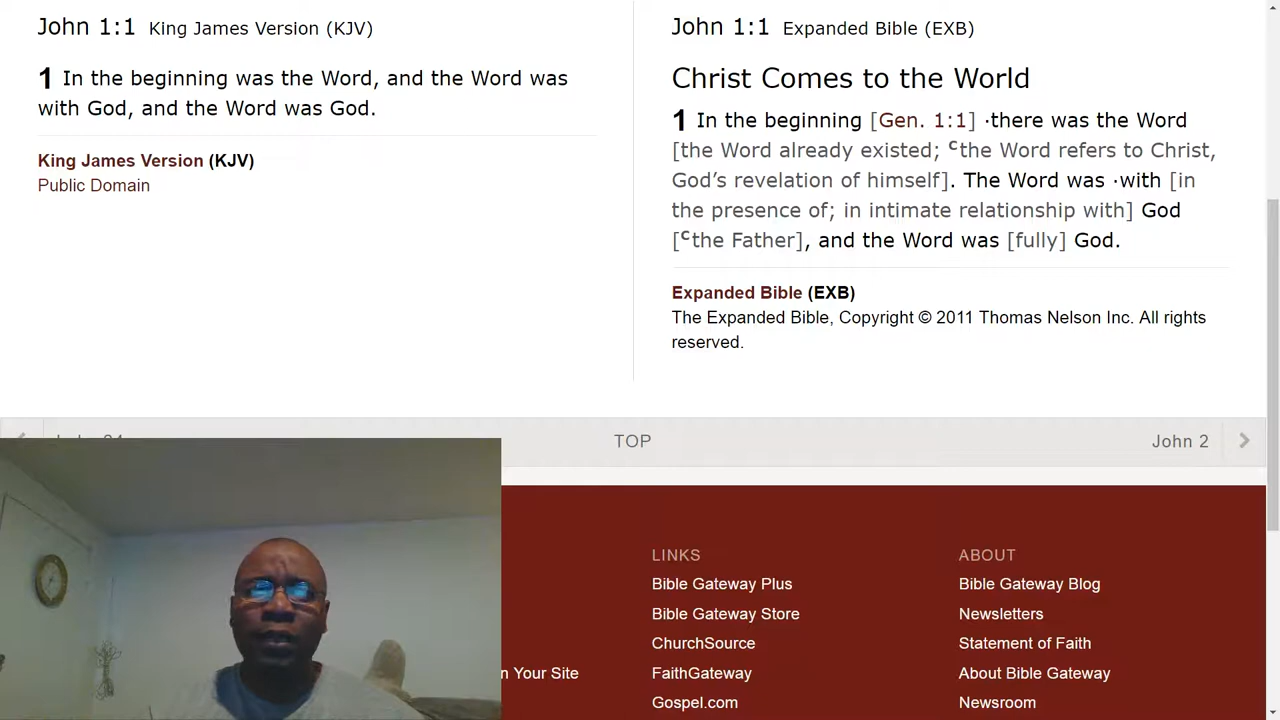 John 1:1 King James Version (KJV)
1 In the beginning was the Word, and the Word was
with God, and the Word was God.
King James Version (KJV)
Public Domain
John 1:1 Expanded Bible (EXB)
Christ Comes to the World
1 In the beginning [Gen. 1:1] ·there was the Word
[the Word already existed; ᶜthe Word refers to Christ,
God’s revelation of himself]. The Word was ·with [in
the presence of; in intimate relationship with] God
[ᶜthe Father], and the Word was [fully] God.
Expanded Bible (EXB)
The Expanded Bible, Copyright © 2011 Thomas Nelson Inc. All rights
reserved.
TOP
John 2
LINKS
Bible Gateway Plus
Bible Gateway Store
ChurchSource
FaithGateway
Gospel.com
ABOUT
Bible Gateway Blog
Newsletters
Statement of Faith
About Bible Gateway
Newsroom
Your Site